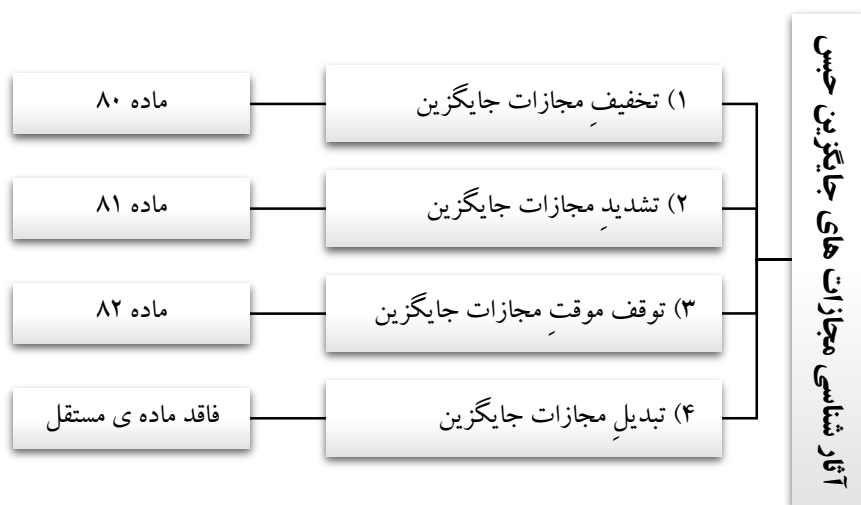 آثار شناسی مجازات های جایگزین حبس
۱) تخفیفِ مجازات جایگزین
ماده ۸۰
۲) تشدیدِ مجازات جایگزین
ماده ۸۱
۳) توقف موقتِ مجازات جایگزین
ماده ۸۲
۴) تبدیلِ مجازات جایگزین
فاقد ماده ی مستقل